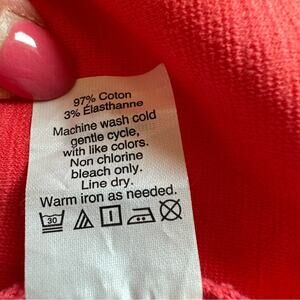 97% Coton
3% Élasthanne
Machine wash cold
gentle cycle,
with like colors.
Non chlorine
bleach only.
Line dry.
Warm iron as needed.
30